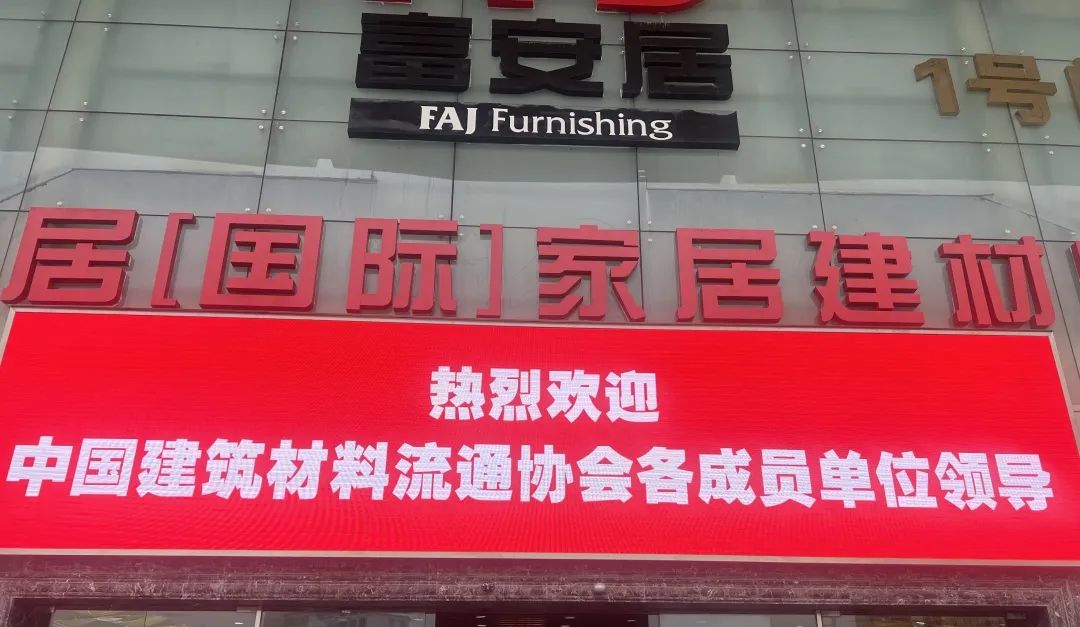 富安居
FAJ Furnishing
1号
居[国际]家居建材
热烈欢迎
中国建筑材料流通协会各成员单位领导